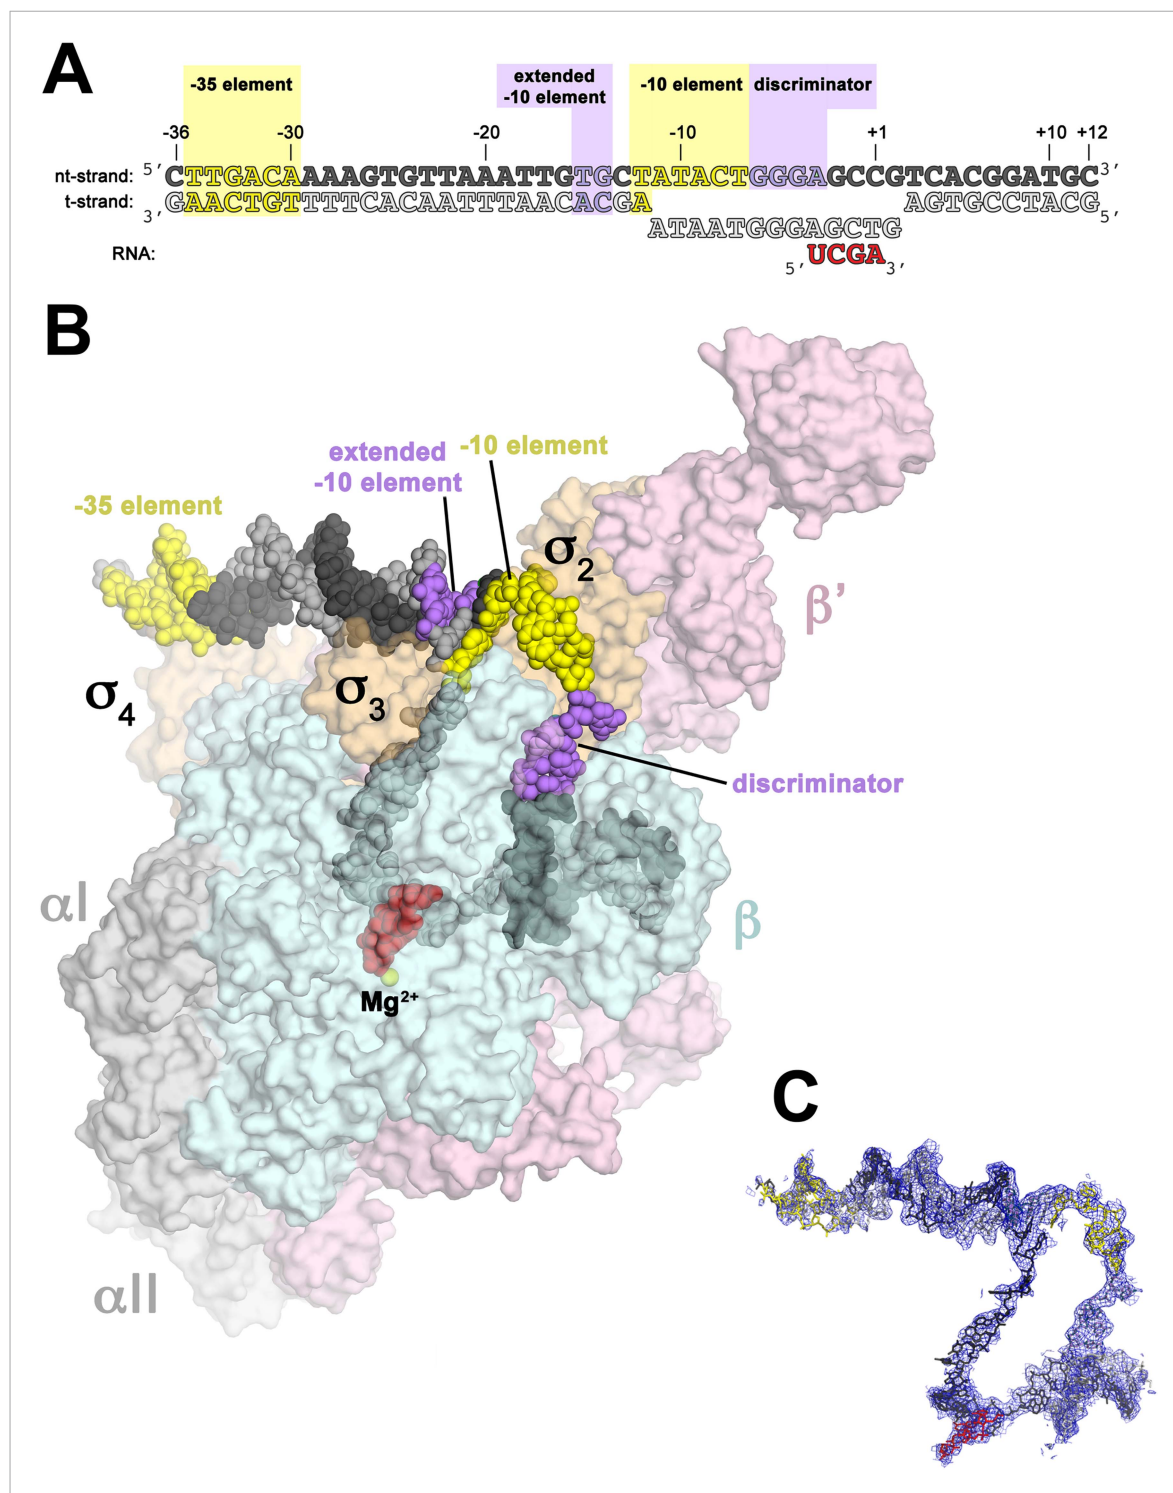 A
-35 element
extended
-10 element
-10 element
discriminator
-36 -30 -20 -10 +1 +10 +12
nt-strand: 5’ CTTGACAAAAGTGTTAAATTGTGCTATACTGGGAGCCGTCACGGATGC 3’
t-strand: 3’ GAACTGTTTTCACAATTTAACACGA AGTGCCTACG 5’
ATAATGGGAGCTG
RNA: 5’ UCGA 3’
B
extended
-10 element
-10 element
-35 element
σ2
β’
σ3
σ4
discriminator
αI
β
Mg2+
C
αII